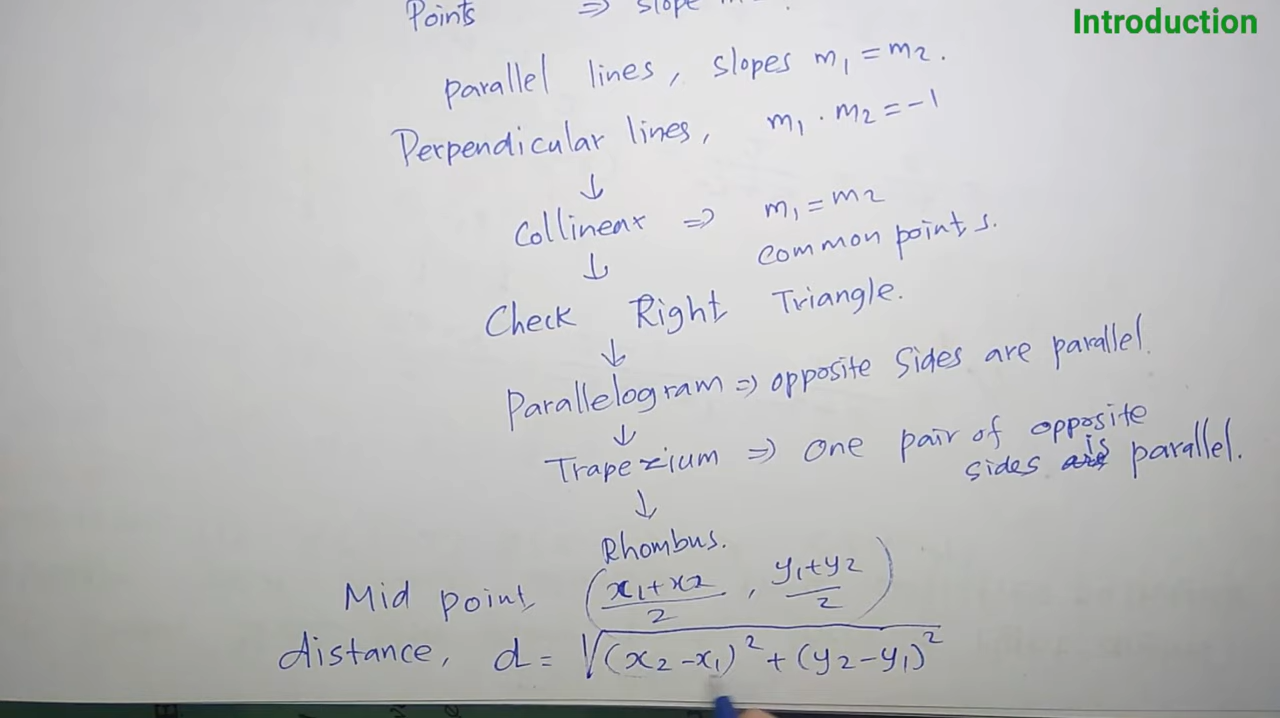 Introduction
Points ⇒ slope
parallel lines, slopes m₁ = m₂.
Perpendicular lines, m₁ . m₂ = -1
↓
Collinear ⇒ m₁ = m₂
common points.
↓
Check Right Triangle.
↓
Parallelogram ⇒ opposite sides are parallel.
↓
Trapezium ⇒ one pair of opposite
sides is parallel.
↓
Rhombus.
Mid point (x₁+x₂/2 , y₁+y₂/2)
distance, d = √(x₂-x₁)² + (y₂-y₁)²